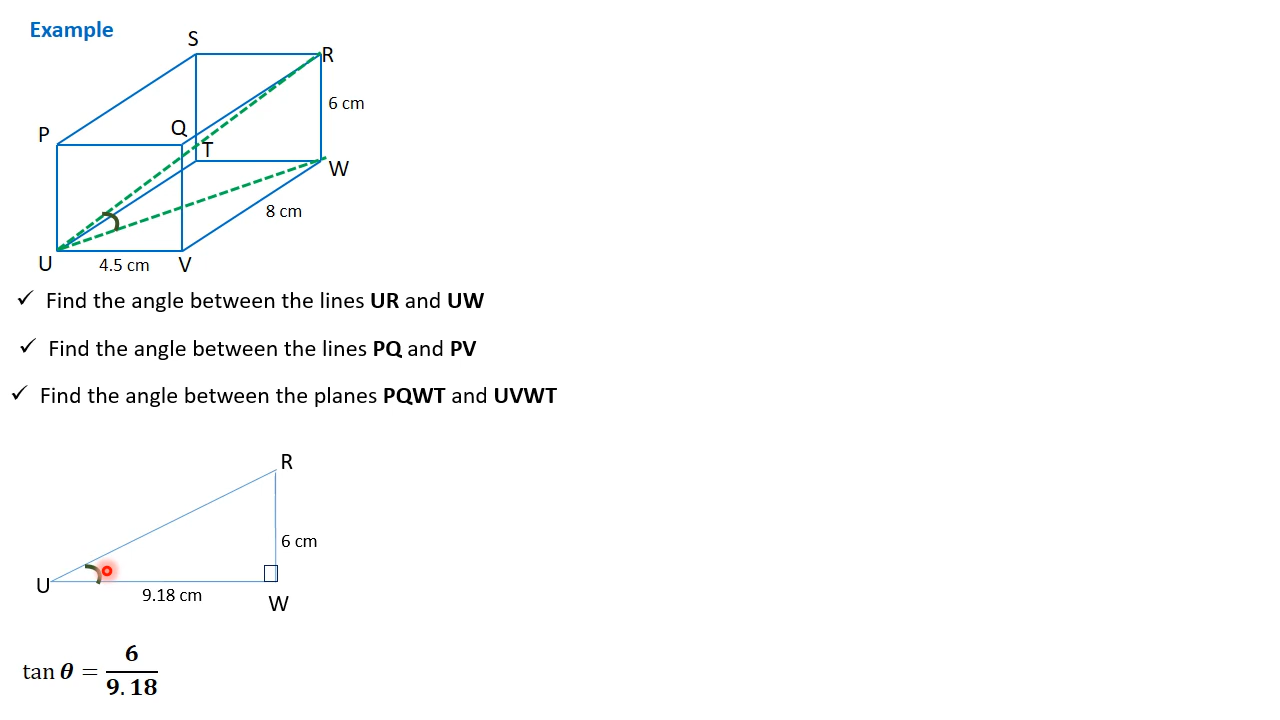 Example
S
R
6 cm
P
Q
T
W
8 cm
U
4.5 cm
V
✓ Find the angle between the lines UR and UW
✓ Find the angle between the lines PQ and PV
✓ Find the angle between the planes PQWT and UVWT
R
6 cm
U
9.18 cm
W
tan θ = 6/9.18